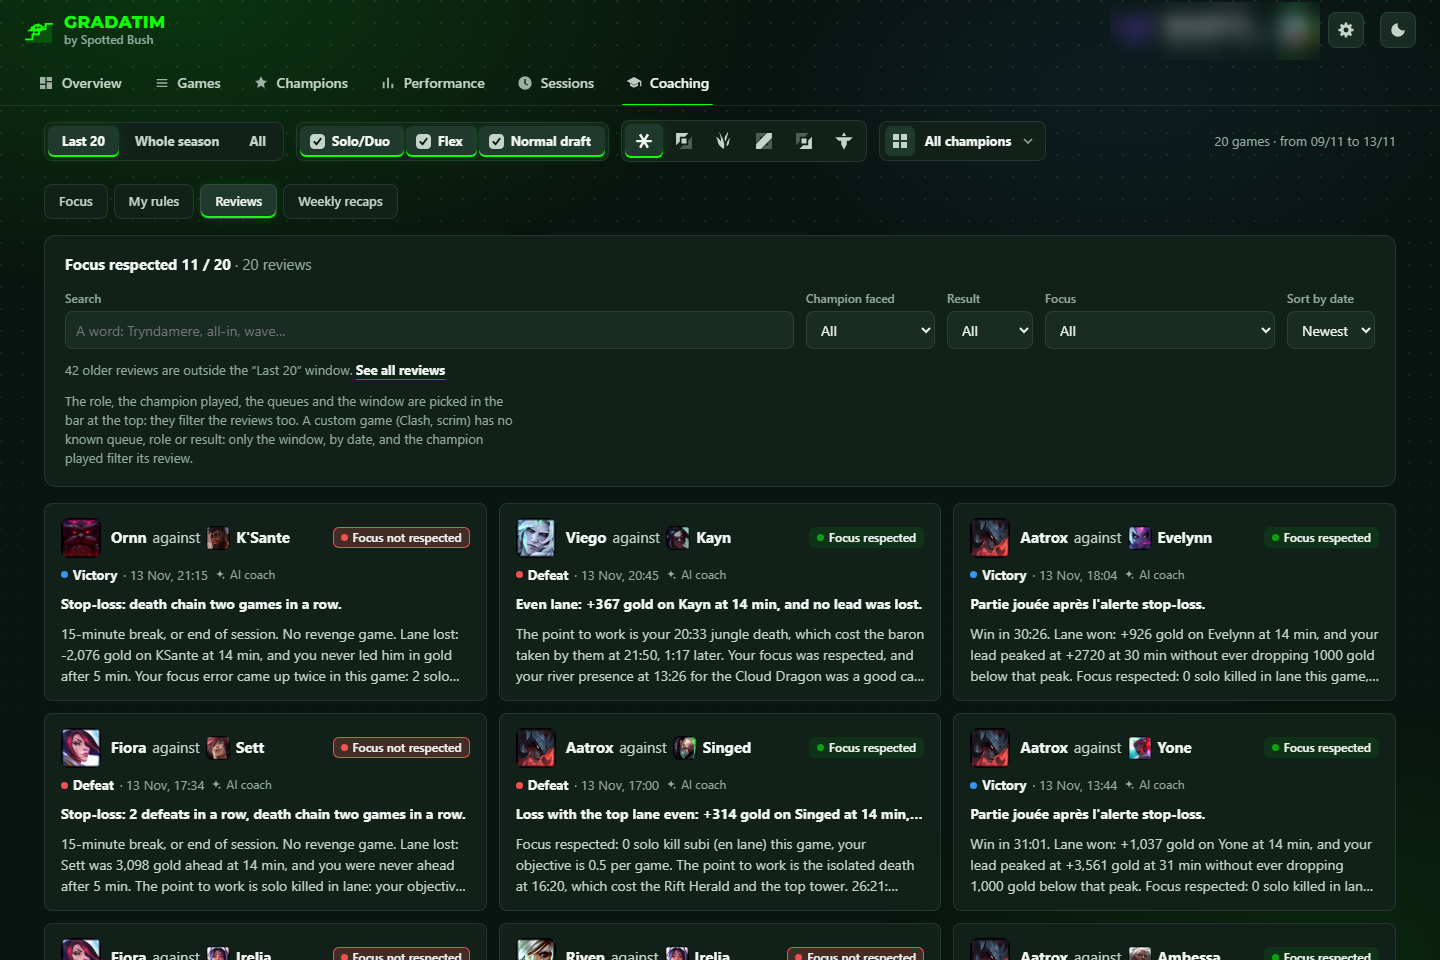 GRADATIM
by Spotted Bush
Overview
Games
Champions
Performance
Sessions
Coaching
Last 20
Whole season
All
Solo/Duo
Flex
Normal draft
All champions
20 games · from 09/11 to 13/11
Focus
My rules
Reviews
Weekly recaps
Focus respected 11 / 20 · 20 reviews
Search
Champion faced
Result
Focus
Sort by date
A word: Tryndamere, all-in, wave...
All
All
All
Newest
42 older reviews are outside the “Last 20” window. See all reviews
The role, the champion played, the queues and the window are picked in the
bar at the top: they filter the reviews too. A custom game (Clash, scrim) has no
known queue, role or result: only the window, by date, and the champion
played filter its review.
Ornn against K'Sante
Focus not respected
Victory · 13 Nov, 21:15 AI coach
Stop-loss: death chain two games in a row.
15-minute break, or end of session. No revenge game. Lane lost:
-2,076 gold on KSante at 14 min, and you never led him in gold
after 5 min. Your focus error came up twice in this game: 2 solo...
Viego against Kayn
Focus respected
Defeat · 13 Nov, 20:45 AI coach
Even lane: +367 gold on Kayn at 14 min, and no lead was lost.
The point to work is your 20:33 jungle death, which cost the baron
taken by them at 21:50, 1:17 later. Your focus was respected, and
your river presence at 13:26 for the Cloud Dragon was a good ca...
Aatrox against Evelynn
Focus respected
Victory · 13 Nov, 18:04 AI coach
Partie jouée après l'alerte stop-loss.
Win in 30:26. Lane won: +926 gold on Evelynn at 14 min, and your
lead peaked at +2720 at 30 min without ever dropping 1000 gold
below that peak. Focus respected: 0 solo killed in lane this game,...
Fiora against Sett
Focus not respected
Defeat · 13 Nov, 17:34 AI coach
Stop-loss: 2 defeats in a row, death chain two games in a row.
15-minute break, or end of session. No revenge game. Lane lost:
Sett was 3,098 gold ahead at 14 min, and you were never ahead
after 5 min. The point to work is solo killed in lane: your objectiv...
Aatrox against Singed
Focus respected
Defeat · 13 Nov, 17:00 AI coach
Loss with the top lane even: +314 gold on Singed at 14 min,...
Focus respected: 0 solo kill subi (en lane) this game, your
objective is 0.5 per game. The point to work is the isolated death
at 16:20, which cost the Rift Herald and the top tower. 26:21:...
Aatrox against Yone
Focus respected
Victory · 13 Nov, 13:44 AI coach
Partie jouée après l'alerte stop-loss.
Win in 31:01. Lane won: +1,037 gold on Yone at 14 min, and your
lead peaked at +3,561 gold at 31 min without ever dropping
1,000 gold below that peak. Focus respected: 0 solo killed in lan...
Fiora against Irelia
Focus not respected
Riven against Irelia
Focus not respected
Aatrox against Ambessa
Focus respected